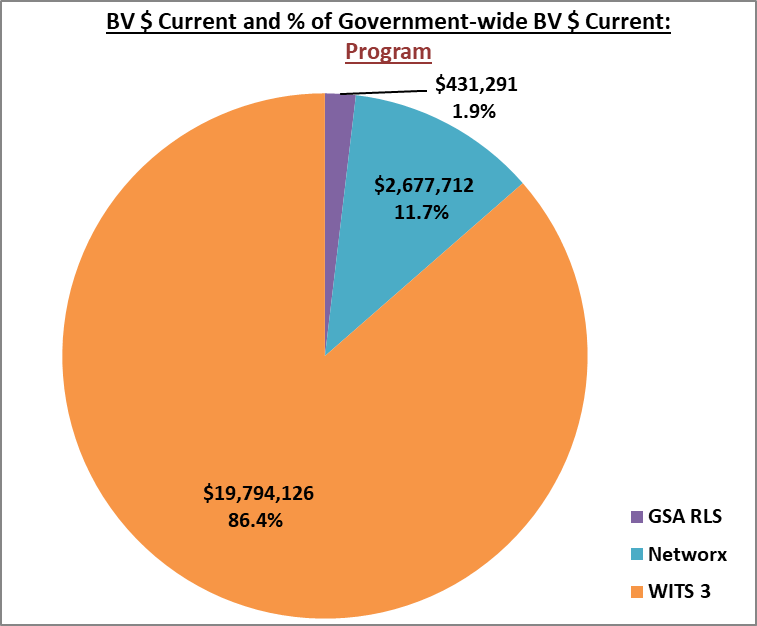 BV $ Current and % of Government-wide BV $ Current:
Program
$431,291
1.9%
$2,677,712
11.7%
$19,794,126
86.4%
GSA RLS
Networx
WITS 3